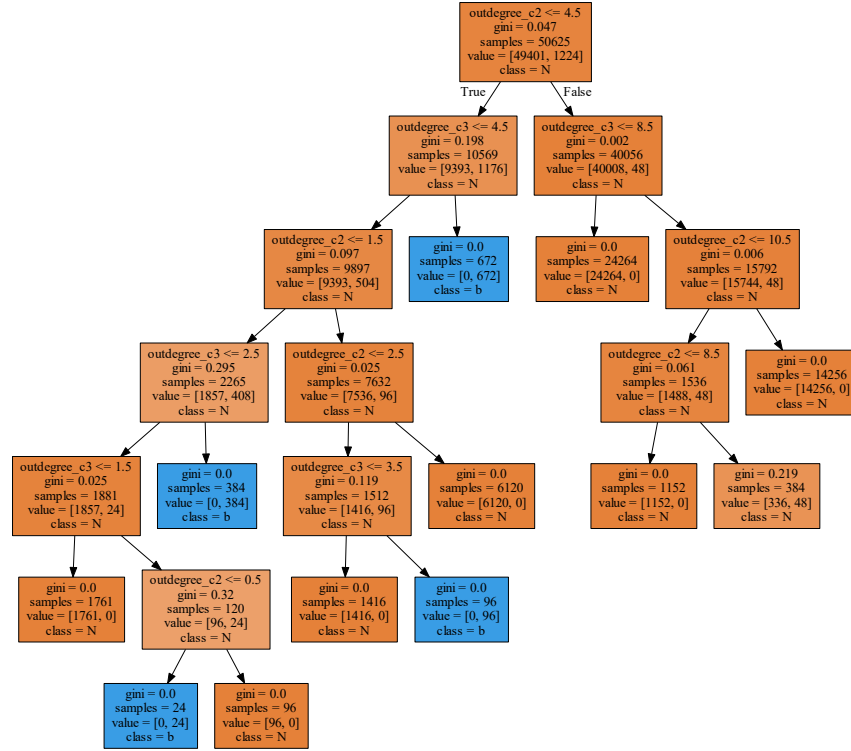 outdegree_c2 <= 4.5
gini = 0.047
samples = 50625
value = [49401, 1224]
class = N
True
False
outdegree_c3 <= 4.5
gini = 0.198
samples = 10569
value = [9393, 1176]
class = N
outdegree_c3 <= 8.5
gini = 0.002
samples = 40056
value = [40008, 48]
class = N
outdegree_c2 <= 1.5
gini = 0.097
samples = 9897
value = [9393, 504]
class = N
gini = 0.0
samples = 672
value = [0, 672]
class = b
gini = 0.0
samples = 24264
value = [24264, 0]
class = N
outdegree_c2 <= 10.5
gini = 0.006
samples = 15792
value = [15744, 48]
class = N
outdegree_c3 <= 2.5
gini = 0.295
samples = 2265
value = [1857, 408]
class = N
outdegree_c2 <= 2.5
gini = 0.025
samples = 7632
value = [7536, 96]
class = N
outdegree_c2 <= 8.5
gini = 0.061
samples = 1536
value = [1488, 48]
class = N
gini = 0.0
samples = 14256
value = [14256, 0]
class = N
outdegree_c3 <= 1.5
gini = 0.025
samples = 1881
value = [1857, 24]
class = N
gini = 0.0
samples = 384
value = [0, 384]
class = b
outdegree_c3 <= 3.5
gini = 0.119
samples = 1512
value = [1416, 96]
class = N
gini = 0.0
samples = 6120
value = [6120, 0]
class = N
gini = 0.0
samples = 1152
value = [1152, 0]
class = N
gini = 0.219
samples = 384
value = [336, 48]
class = N
gini = 0.0
samples = 1761
value = [1761, 0]
class = N
outdegree_c2 <= 0.5
gini = 0.32
samples = 120
value = [96, 24]
class = N
gini = 0.0
samples = 1416
value = [1416, 0]
class = N
gini = 0.0
samples = 96
value = [0, 96]
class = b
gini = 0.0
samples = 24
value = [0, 24]
class = b
gini = 0.0
samples = 96
value = [96, 0]
class = N